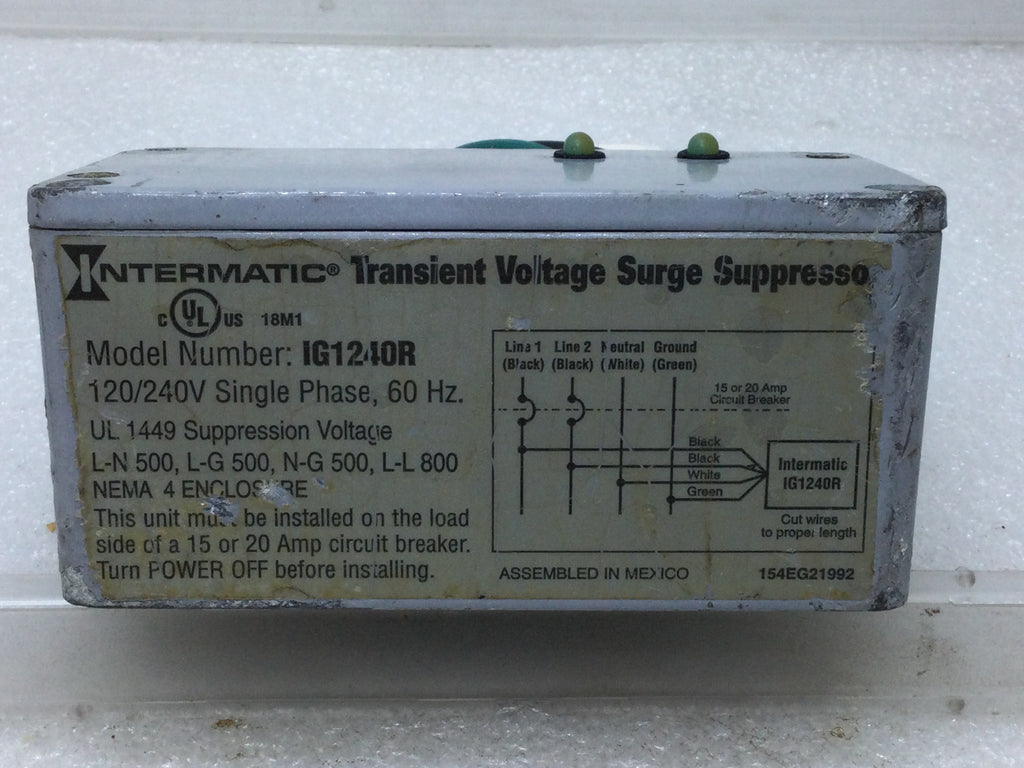 INTERMATIC® Transient Voltage Surge Suppresso
C UL US 18M1
Model Number: IG1240R
120/240V Single Phase, 60 Hz.
UL 1449 Suppression Voltage
L-N 500, L-G 500, N-G 500, L-L 800
NEMA 4 ENCLOSURE
This unit must be installed on the load
side of a 15 or 20 Amp circuit breaker.
Turn POWER OFF before installing.
Line 1 Line 2 Neutral Ground
(Black) (Black) (White) (Green)
15 or 20 Amp
Circuit Breaker
Black
Black
White
Green
Intermatic
IG1240R
Cut wires
to proper length
ASSEMBLED IN MEXICO 154EG21992